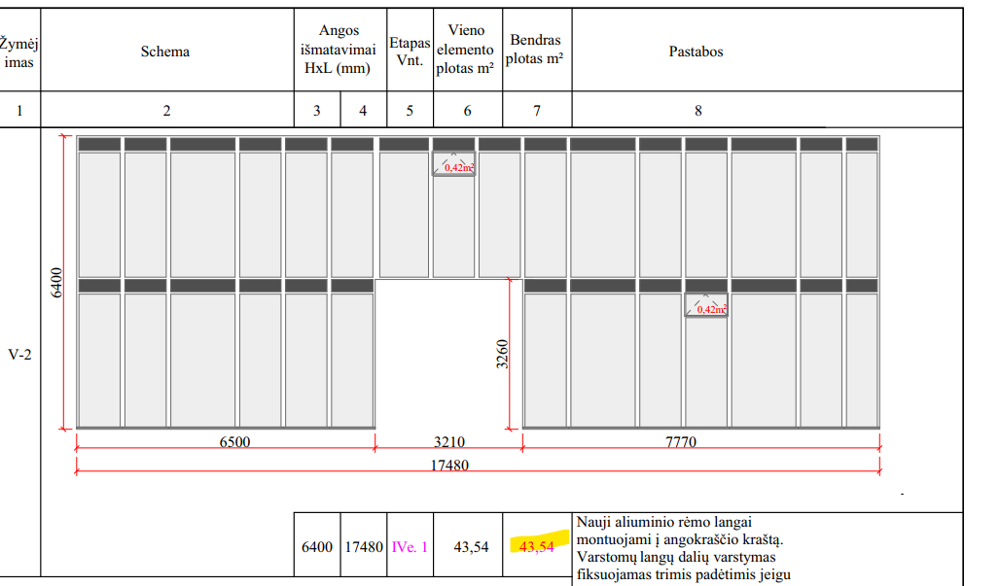 Žymėj
imas
Schema
Angos
išmatavimai
HxL (mm)
Etapas
Vnt.
Vieno
elemento
plotas m²
Bendras
plotas m²
Pastabos
1 2 3 4 5 6 7 8
0,42m²
6400
0,42m²
3260
V-2
6500 3210 7770
17480
6400 17480 IVe. 1 43,54 43,54
Nauji aliuminio rėmo langai
montuojami į angokraščio kraštą.
Varstomų langų dalių varstymas
fiksuojamas trimis padėtimis jeigu